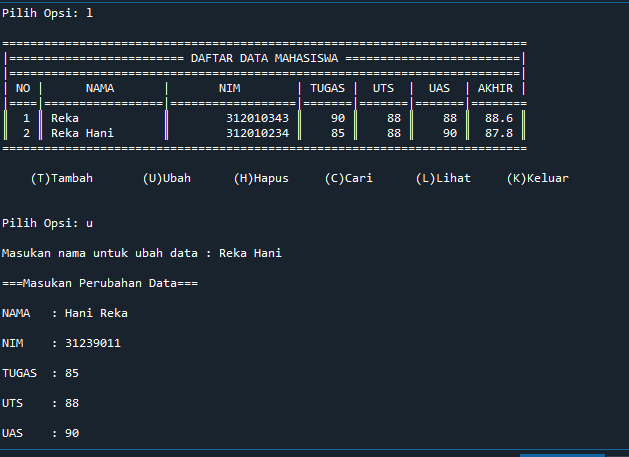 Pilih Opsi: l
===========================================================================
|========================= DAFTAR DATA MAHASISWA =========================|
|=========================================================================|
| NO |      NAMA       |       NIM        | TUGAS |  UTS  |  UAS  | AKHIR |
|====|=================|==================|=======|=======|=======|========
║  1 ║ Reka            ║        312010343 ║    90 ║    88 ║    88 ║  88.6 ║
║  2 ║ Reka Hani       ║        312010234 ║    85 ║    88 ║    90 ║  87.8 ║
===========================================================================
(T)Tambah       (U)Ubah      (H)Hapus     (C)Cari      (L)Lihat     (K)Keluar
Pilih Opsi: u
Masukan nama untuk ubah data : Reka Hani
===Masukan Perubahan Data===
NAMA   : Hani Reka
NIM    : 31239011
TUGAS  : 85
UTS    : 88
UAS    : 90